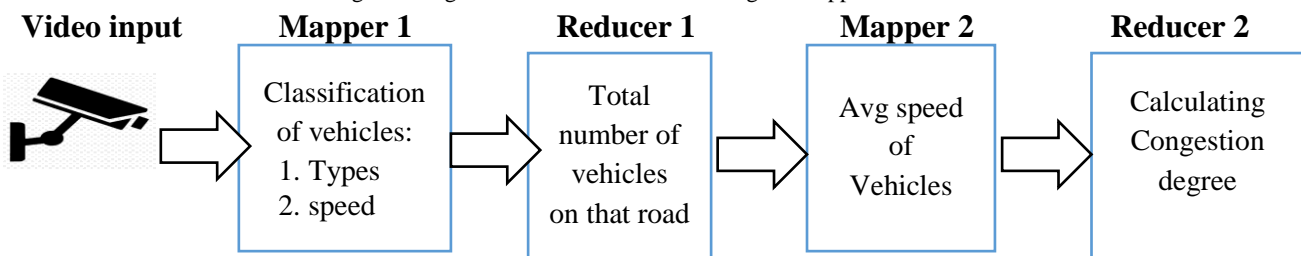 Video input
Mapper 1
Reducer 1
Mapper 2
Reducer 2
Classification
of vehicles:
1. Types
2. speed
Total
number of
vehicles
on that road
Avg speed
of
Vehicles
Calculating
Congestion
degree